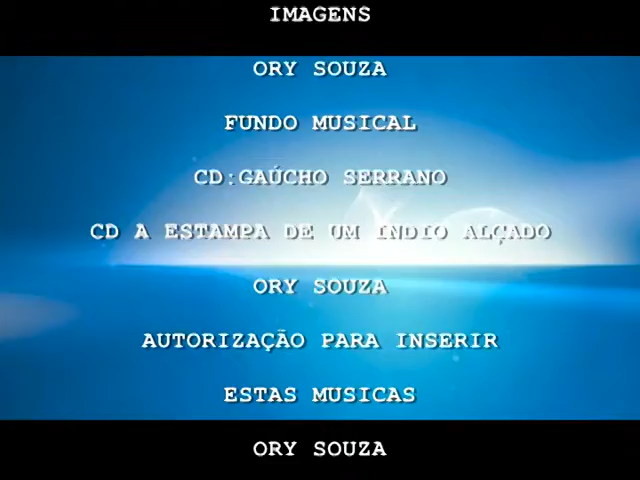 IMAGENS
ORY SOUZA
FUNDO MUSICAL
CD:GAÚCHO SERRANO
CD A ESTAMPA DE UM INDIO ALÇADO
ORY SOUZA
AUTORIZAÇÃO PARA INSERIR
ESTAS MUSICAS
ORY SOUZA